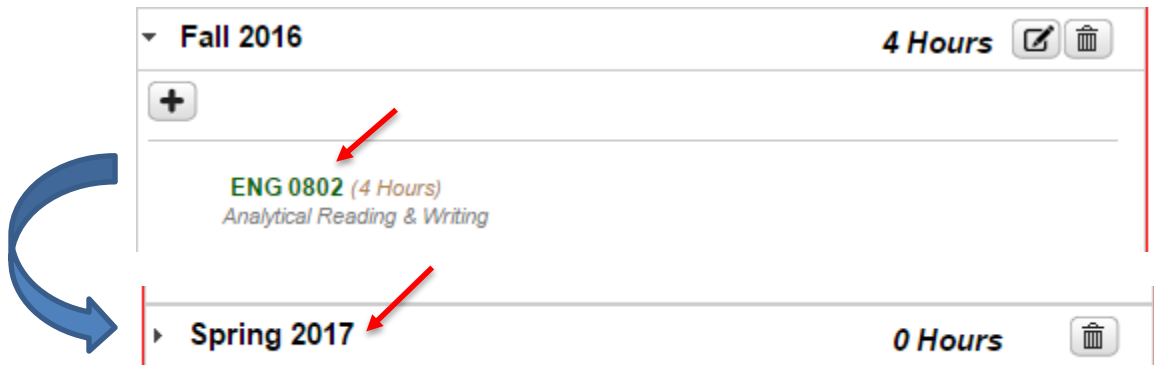 Fall 2016 4 Hours
ENG 0802 (4 Hours)
Analytical Reading & Writing
Spring 2017 0 Hours